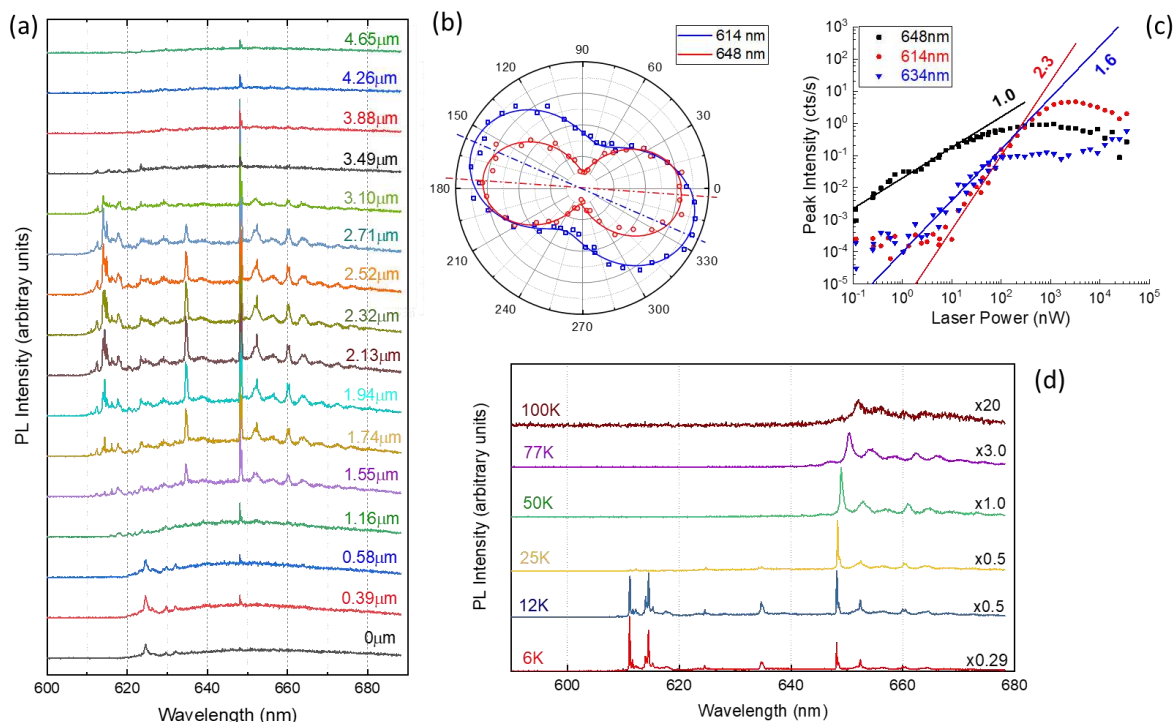 (a)
4.65μm
4.26μm
3.88μm
3.49μm
3.10μm
2.71μm
2.52μm
2.32μm
2.13μm
1.94μm
1.74μm
1.55μm
1.16μm
0.58μm
0.39μm
0μm
PL Intensity (arbitray units)
600 620 640 660 680
Wavelength (nm)
(b)
614 nm
648 nm
90
120 60
150 30
180 0
210 330
240 300
270
(c)
648nm
614nm
634nm
1.0
2.3
1.6
Peak Intensity (cts/s)
10⁴
10³
10²
10¹
10⁰
10⁻¹
10⁻²
10⁻³
10⁻⁴
10⁻⁵
10⁻¹ 10⁰ 10¹ 10² 10³ 10⁴ 10⁵
Laser Power (nW)
(d)
100K x20
77K x3.0
50K x1.0
25K x0.5
12K x0.5
6K x0.29
PL Intensity (arbitrary units)
600 620 640 660 680
Wavelength (nm)